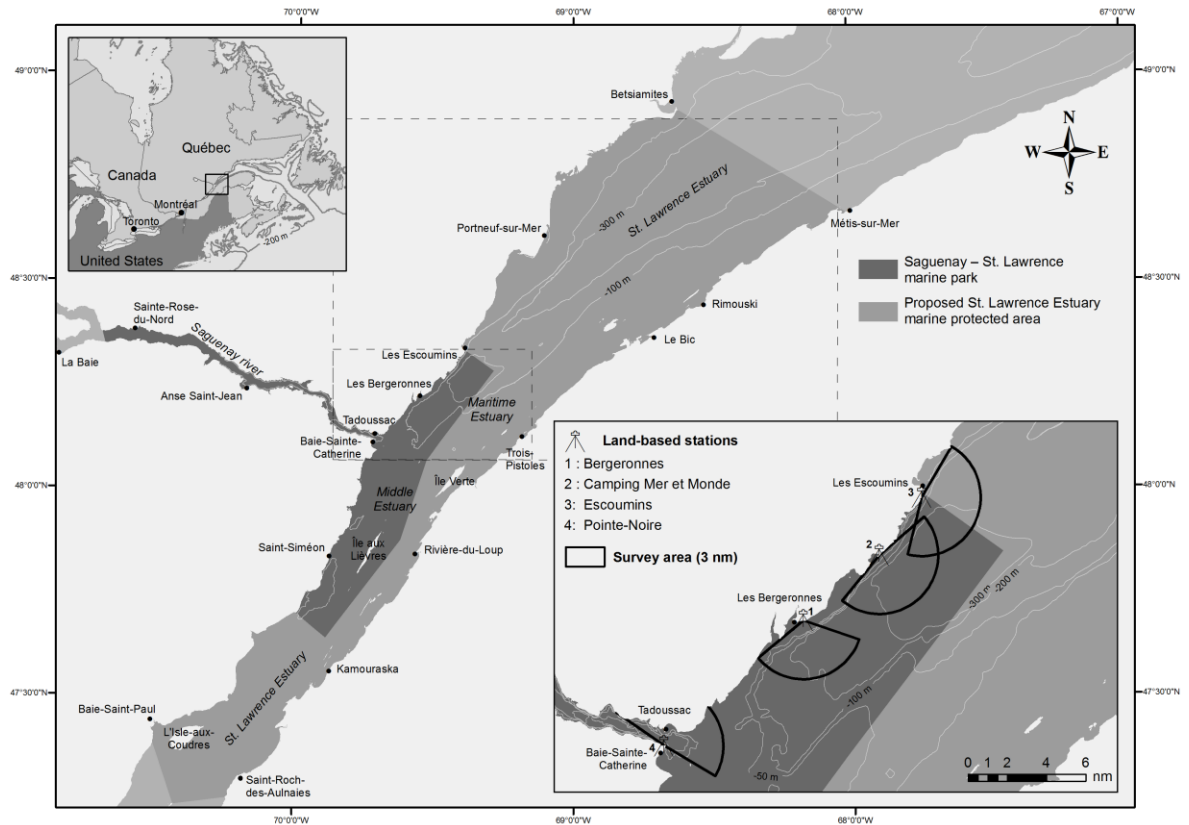 70°0'0"W
69°0'0"W
68°0'0"W
67°0'0"W
49°0'0"N
49°0'0"N
48°30'0"N
48°30'0"N
48°0'0"N
48°0'0"N
47°30'0"N
47°30'0"N
70°0'0"W
69°0'0"W
68°0'0"W
Québec
Canada
Montréal
Toronto
-200 m
United States
N
W
E
S
Betsiamites
St. Lawrence Estuary
-300 m
Portneuf-sur-Mer
Métis-sur-Mer
-100 m
Saguenay – St. Lawrence
marine park
Proposed St. Lawrence Estuary
marine protected area
Rimouski
Le Bic
Sainte-Rose-
du-Nord
Saguenay river
La Baie
Anse Saint-Jean
Les Escoumins
Les Bergeronnes
Maritime
Estuary
Tadoussac
Baie-Sainte-
Catherine
Trois-
Pistoles
Île Verte
Middle
Estuary
Île aux
Lièvres
Saint-Siméon
Rivière-du-Loup
Kamouraska
St. Lawrence Estuary
Baie-Saint-Paul
L'Isle-aux-
Coudres
Saint-Roch-
des-Aulnaies
Land-based stations
1 : Bergeronnes
2 : Camping Mer et Monde
3: Escoumins
4: Pointe-Noire
Survey area (3 nm)
Les Escoumins
3
2
Les Bergeronnes
1
-300 m
-200 m
-100 m
Tadoussac
4
Baie-Sainte-
Catherine
-50 m
0 1 2 4 6
nm